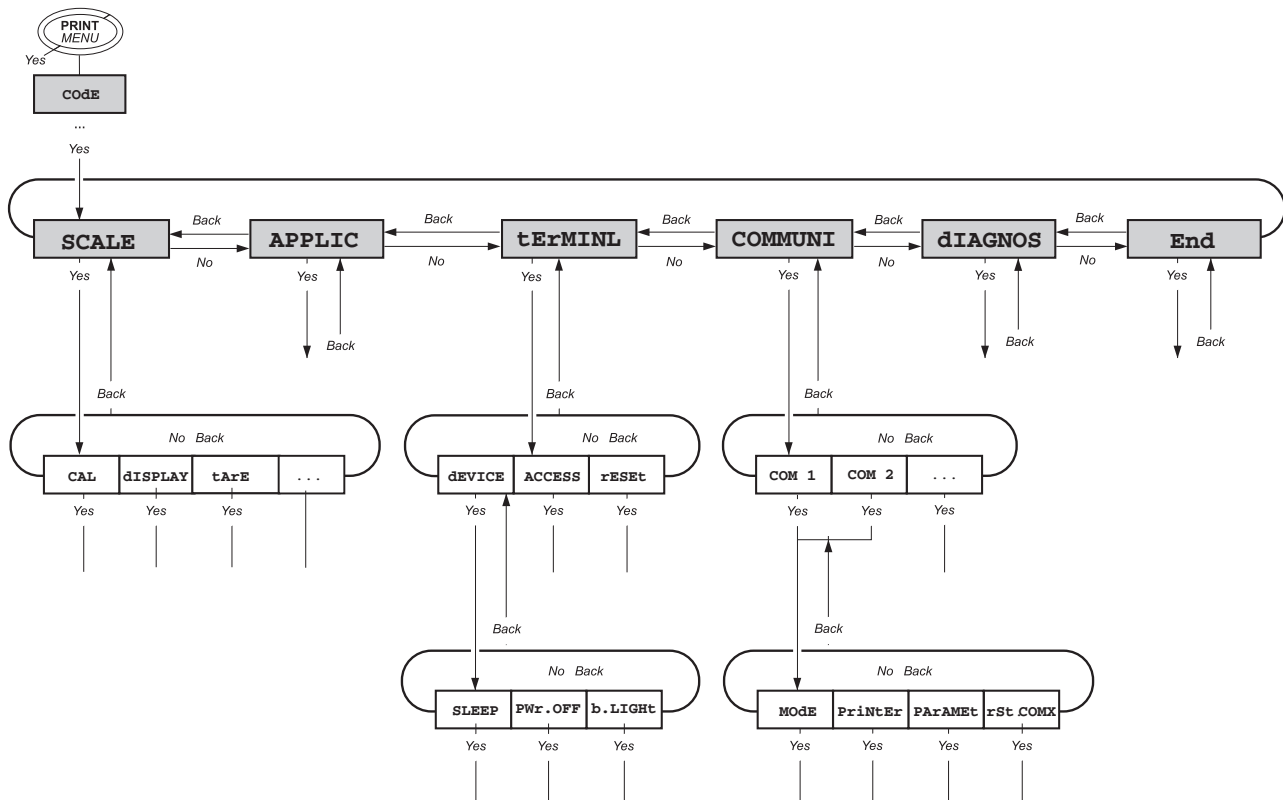 PRINT
MENU
Yes
COdE
...
Yes
Back Back Back Back Back
SCALE APPLIC tErMINL COMMUNI dIAGNOS End
No No No No No
Yes Yes Yes Yes Yes Yes
Back Back Back
Back Back Back
No Back No Back No Back
CAL dISPLAY tArE ... dEVICE ACCESS rESEt COM 1 COM 2 ...
Yes Yes Yes Yes Yes Yes Yes Yes Yes
Back Back
No Back No Back
SLEEP PWr.OFF b.LIGHt MOdE PriNtEr PArAMEt rSt.COMX
Yes Yes Yes Yes Yes Yes Yes